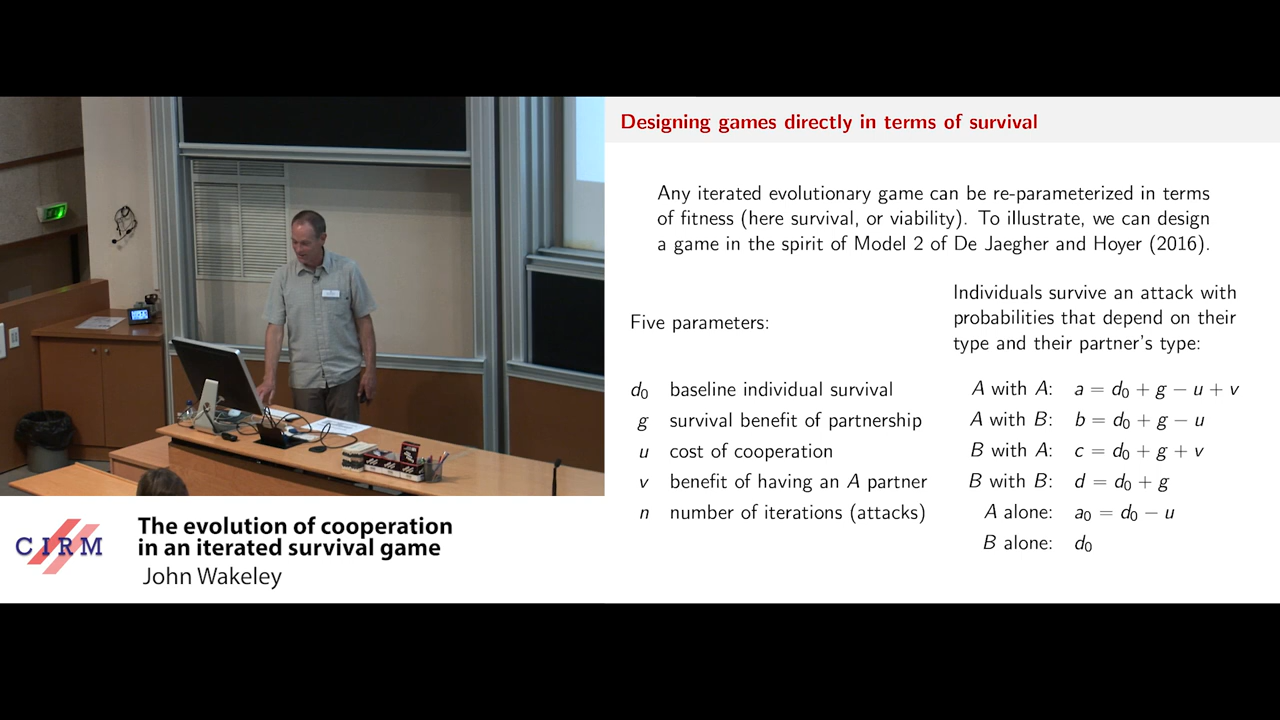 Designing games directly in terms of survival
Any iterated evolutionary game can be re-parameterized in terms
of fitness (here survival, or viability). To illustrate, we can design
a game in the spirit of Model 2 of De Jaegher and Hoyer (2016).
Five parameters:
d₀ baseline individual survival
g survival benefit of partnership
u cost of cooperation
v benefit of having an A partner
n number of iterations (attacks)
Individuals survive an attack with
probabilities that depend on their
type and their partner's type:
A with A: a = d₀ + g − u + v
A with B: b = d₀ + g − u
B with A: c = d₀ + g + v
B with B: d = d₀ + g
A alone: a₀ = d₀ − u
B alone: d₀
CIRM
The evolution of cooperation
in an iterated survival game
John Wakeley